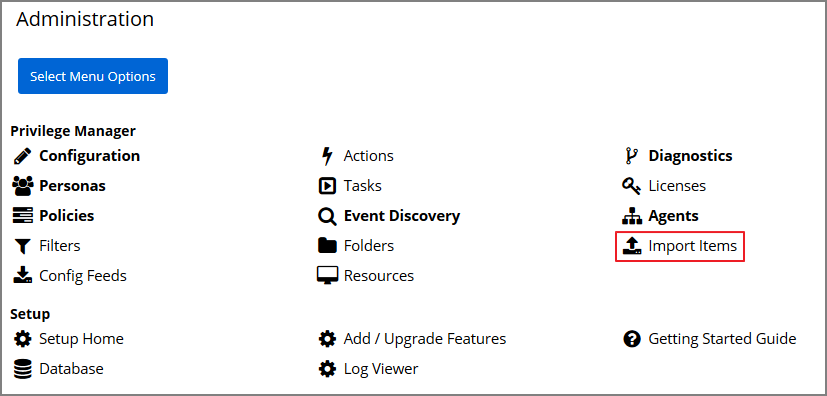 Administration
Select Menu Options
Privilege Manager
Configuration
Actions
Diagnostics
Personas
Tasks
Licenses
Policies
Event Discovery
Agents
Filters
Folders
Import Items
Config Feeds
Resources
Setup
Setup Home
Add / Upgrade Features
Getting Started Guide
Database
Log Viewer